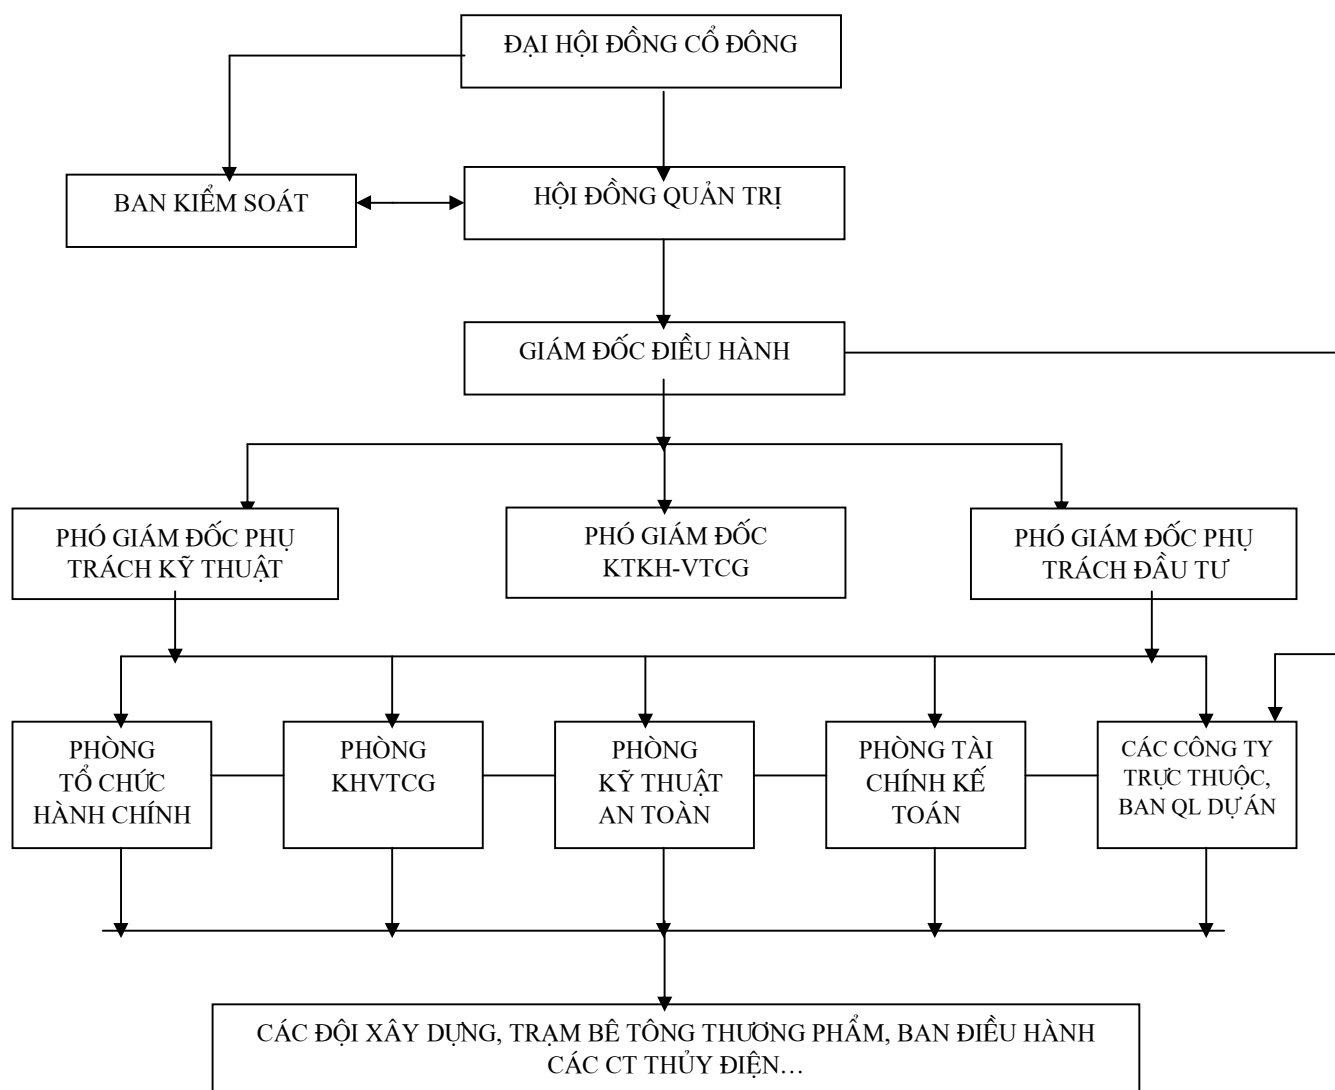 ĐẠI HỘI ĐỒNG CỔ ĐÔNG
BAN KIỂM SOÁT
HỘI ĐỒNG QUẢN TRỊ
GIÁM ĐỐC ĐIỀU HÀNH
PHÓ GIÁM ĐỐC PHỤ
TRÁCH KỸ THUẬT
PHÓ GIÁM ĐỐC
KTKH-VTCG
PHÓ GIÁM ĐỐC PHỤ
TRÁCH ĐẦU TƯ
PHÒNG
TỔ CHỨC
HÀNH CHÍNH
PHÒNG
KHVTCG
PHÒNG
KỸ THUẬT
AN TOÀN
PHÒNG TÀI
CHÍNH KẾ
TOÁN
CÁC CÔNG TY
TRỰC THUỘC,
BAN QL DỰ ÁN
CÁC ĐỘI XÂY DỰNG, TRẠM BÊ TÔNG THƯƠNG PHẨM, BAN ĐIỀU HÀNH
CÁC CT THỦY ĐIỆN…